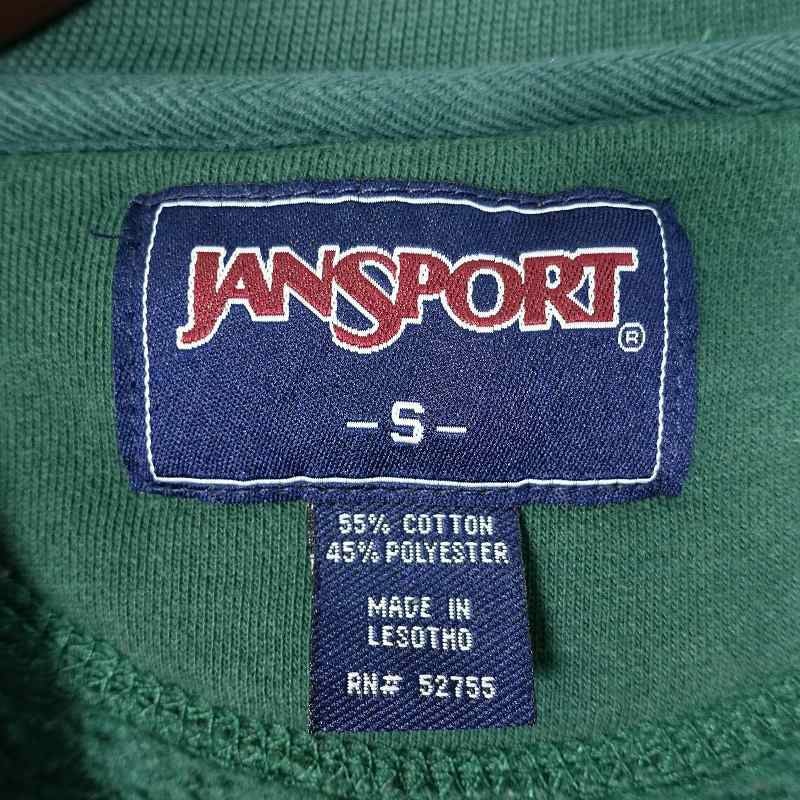 JANSPORT®
-S-
55% COTTON
45% POLYESTER
MADE IN
LESOTHO
RN# 52755